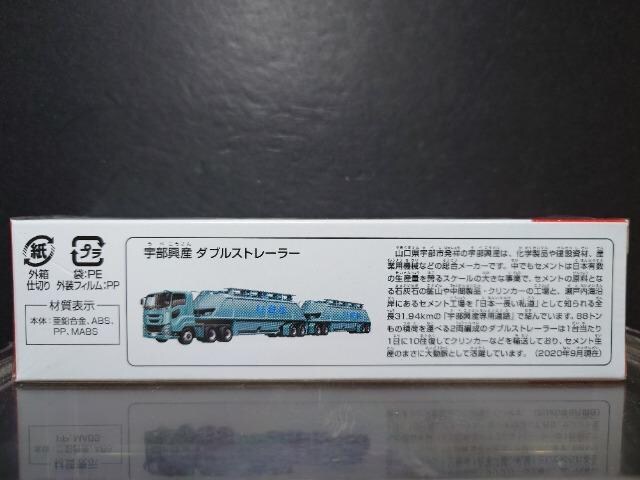 紙
外箱
仕切り
プラ
袋:PE
外装フィルム:PP
材質表示
本体:亜鉛合金、ABS、
PP、MABS
うべこうさん
宇部興産 ダブルストレーラー
山口県宇部市発祥の宇部興産は、化学製品や建設資材、産
業用機械などの総合メーカーです。中でもセメントは日本有数
の生産量を誇るスケールの大きな事業で、セメントの原料とな
る石灰石の鉱山や中間製品・クリンカーの工場と、瀬戸内海沿
岸にあるセメント工場を「日本一長い私道」として知られる全
長31.94kmの「宇部興産専用道路」で結んでいます。88トン
もの積荷を運べる2両編成のダブルストレーラーは1台当たり
1日に10往復してクリンカーなどを輸送しており、セメント生
産のまさに大動脈として活躍しています。(2020年9月現在)